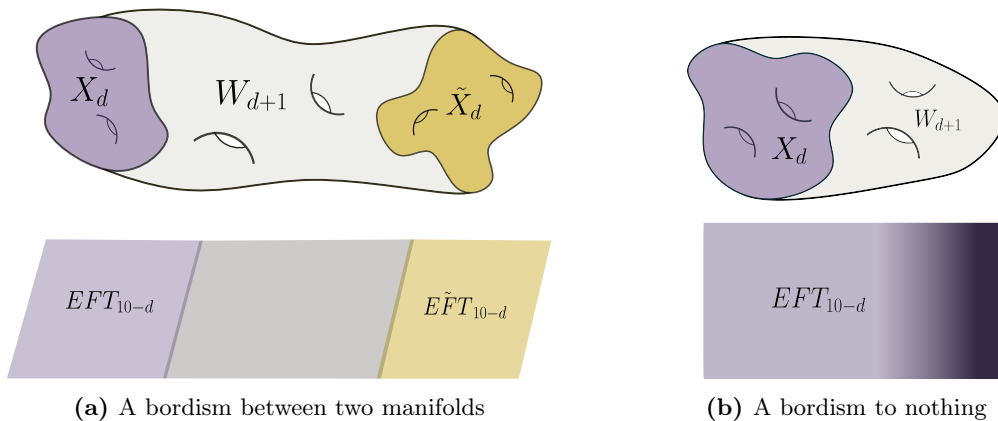 $X_d$ $W_{d+1}$ $\tilde{X}_d$
$X_d$ $W_{d+1}$
$EFT_{10-d}$ $E\tilde{F}T_{10-d}$
$EFT_{10-d}$
(a) A bordism between two manifolds
(b) A bordism to nothing